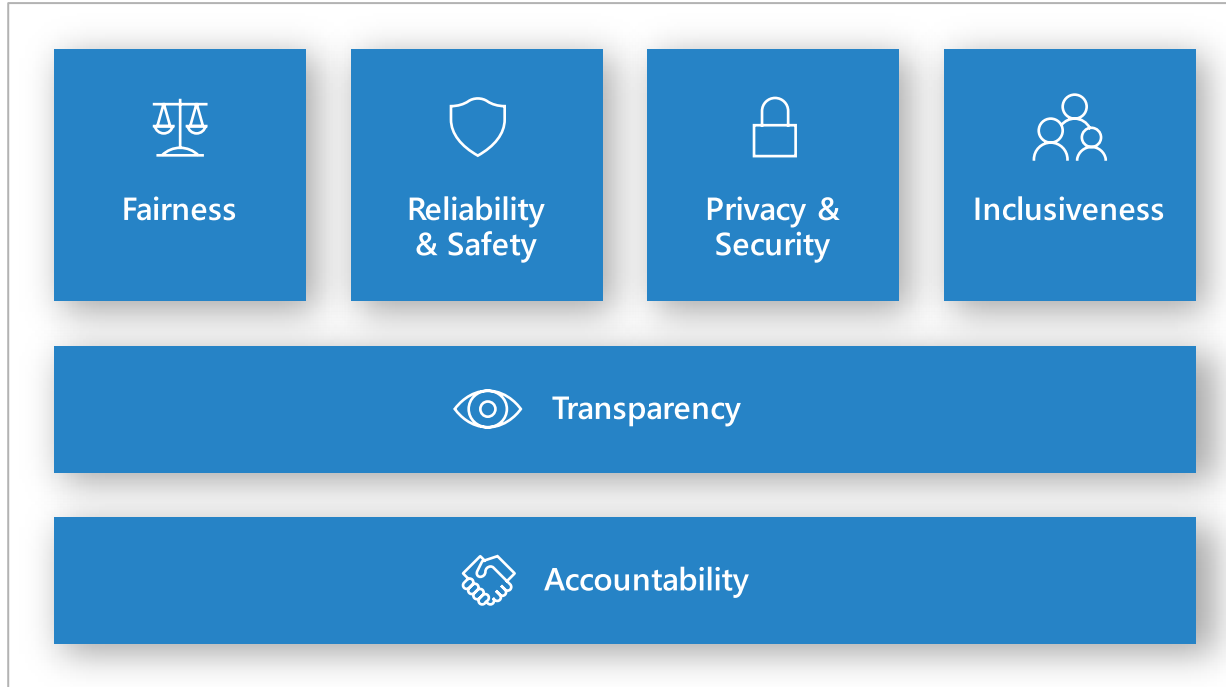 Fairness
Reliability
& Safety
Privacy &
Security
Inclusiveness
Transparency
Accountability